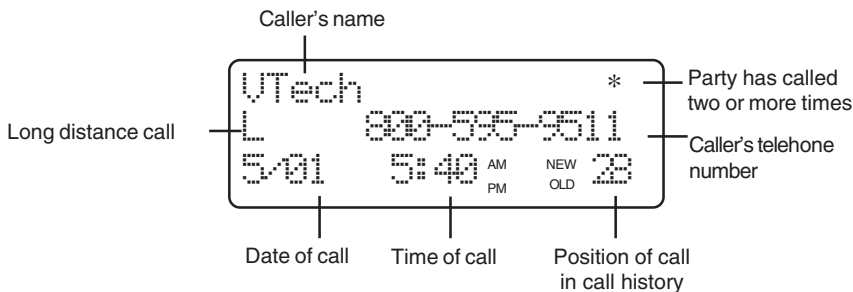 Caller's name
VTech *
Party has called
two or more times
Long distance call
L 800-595-9511
Caller's telehone
number
5/01 5:40 AM PM NEW OLD 28
Date of call
Time of call
Position of call
in call history